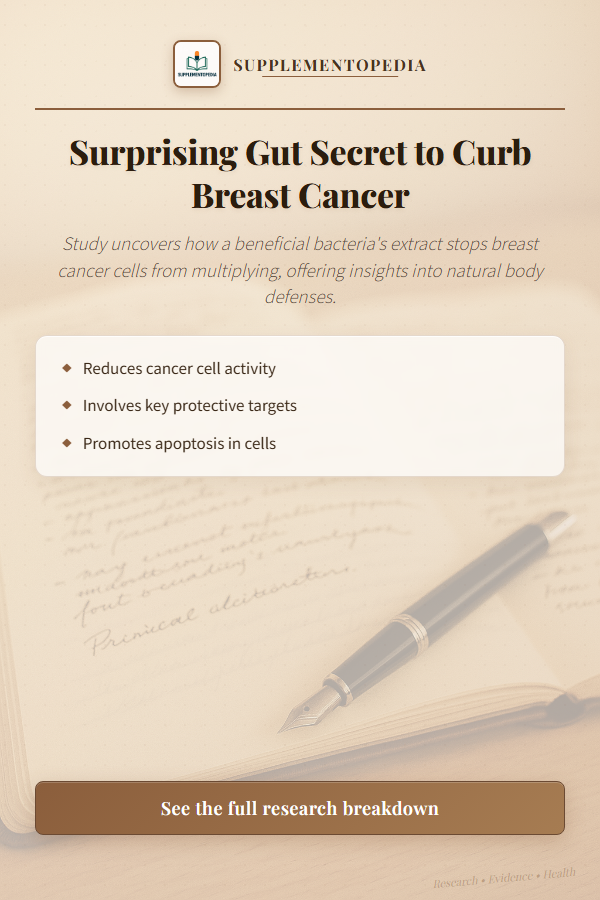 SUPPLEMENTOPEDIA
SUPPLEMENTOPEDIA
Surprising Gut Secret to Curb
Breast Cancer
Study uncovers how a beneficial bacteria's extract stops breast
cancer cells from multiplying, offering insights into natural body
defenses.
Reduces cancer cell activity
Involves key protective targets
Promotes apoptosis in cells
See the full research breakdown
Research • Evidence • Health